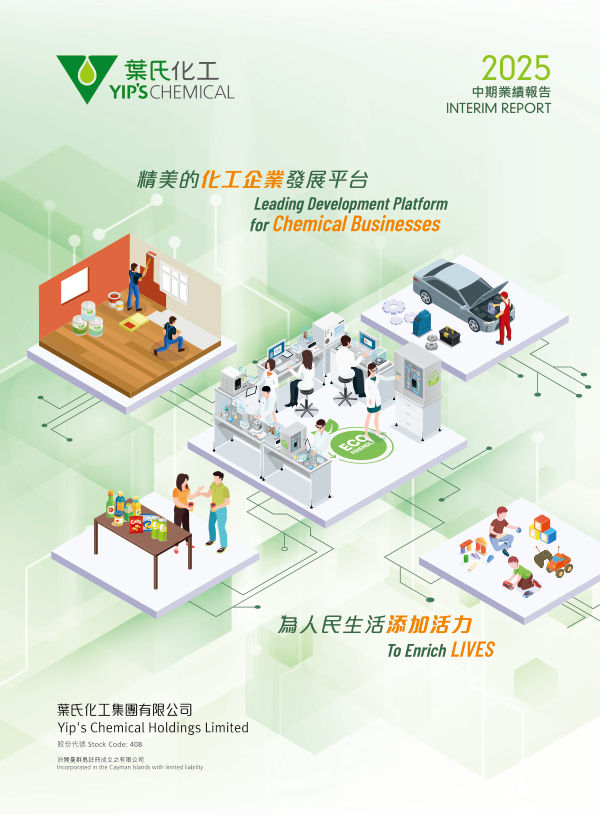 葉氏化工
YIP'S CHEMICAL
2025
中期業績報告
INTERIM REPORT
精美的化工企業發展平台
Leading Development Platform
for Chemical Businesses
ECO
FRIENDLY
為人民生活添加活力
To Enrich LIVES
葉氏化工集團有限公司
Yip's Chemical Holdings Limited
股份代號 Stock Code: 408
於開曼群島註冊成立之有限公司
Incorporated in the Cayman Islands with limited liability